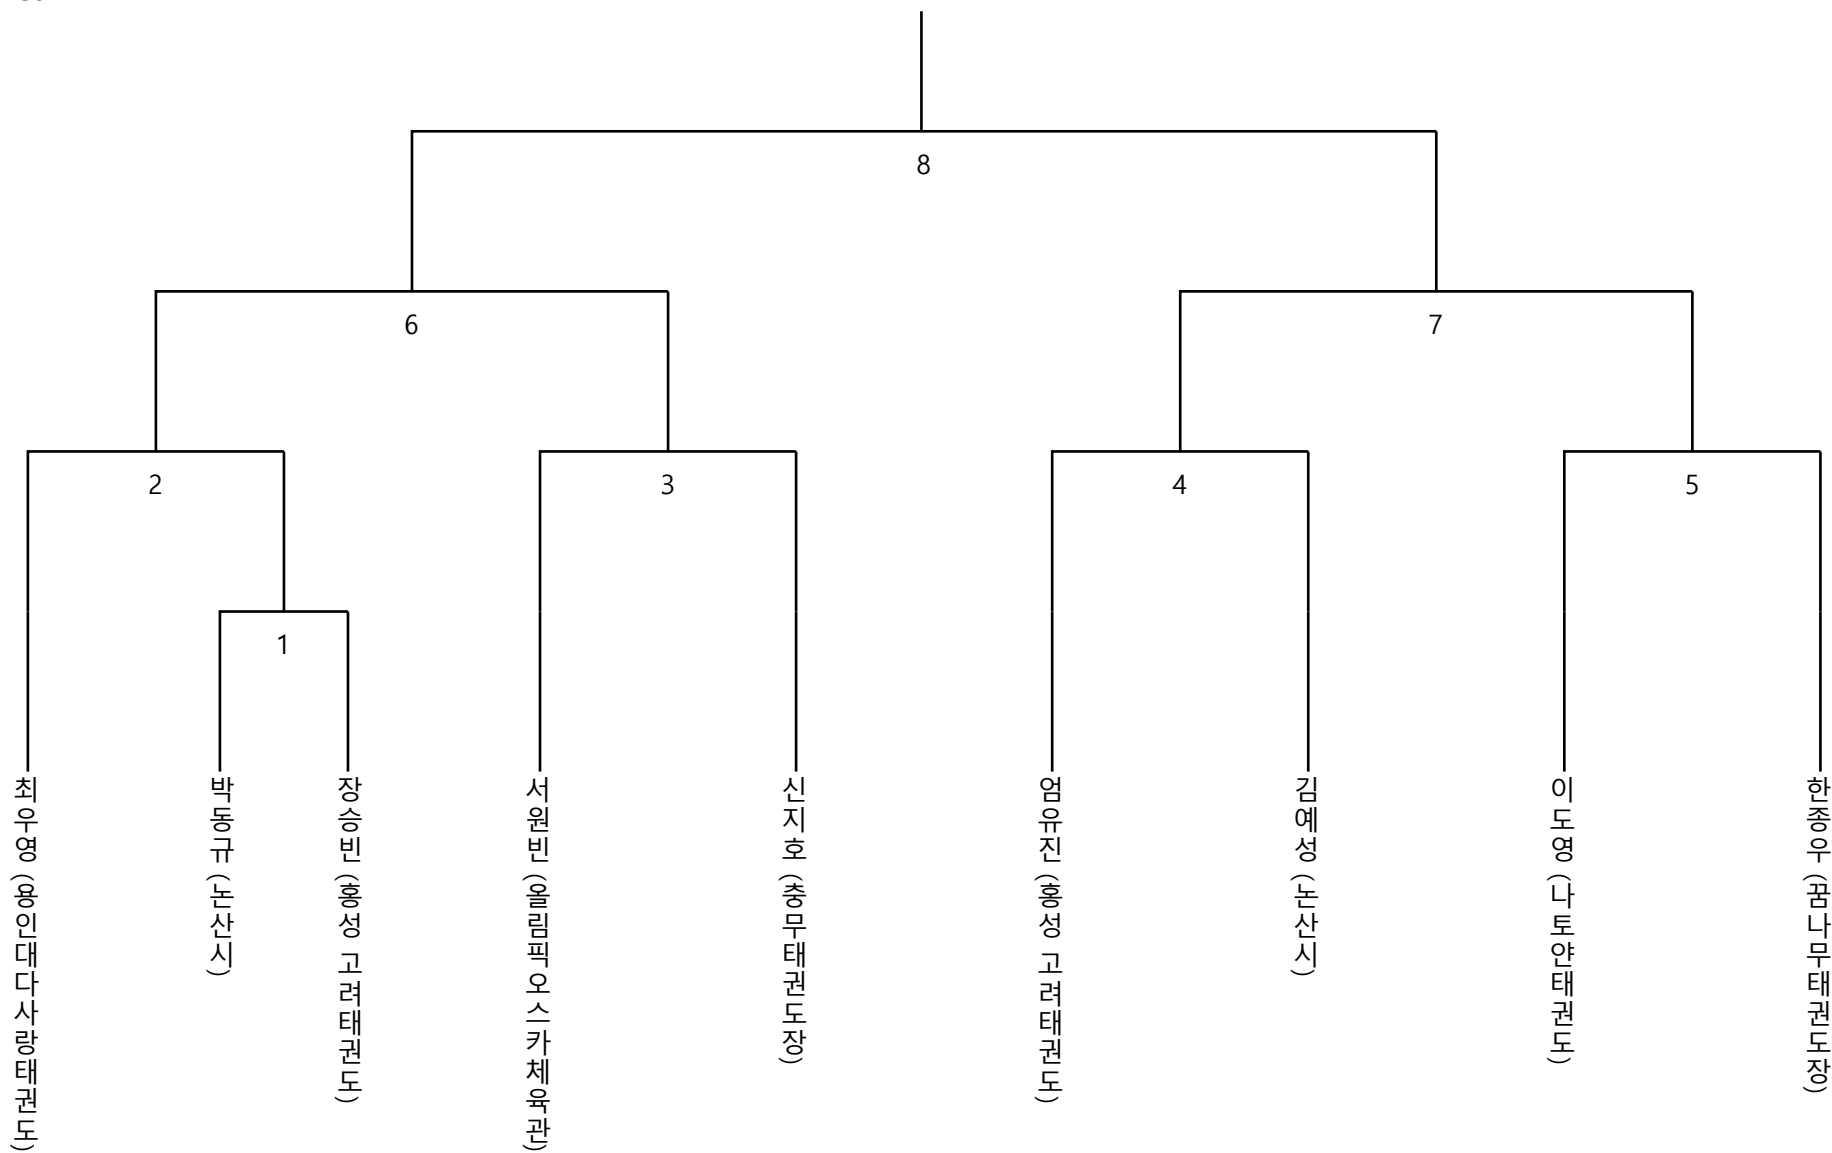 8
6
7
2
3
4
5
1
최우영 (용인대다사랑태권도)
박동규 (논산시)
장승빈 (홍성 고려태권도)
서원빈 (올림픽오스카체육관)
신지호 (충무태권도장)
엄유진 (홍성 고려태권도)
김예성 (논산시)
이도영 (나토얀태권도)
한종우 (꿈나무태권도장)